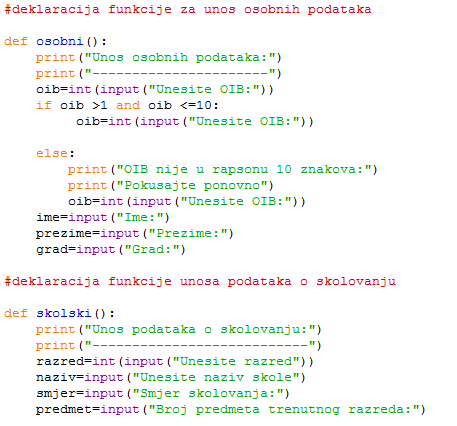 #deklaracija funkcije za unos osobnih podataka

def osobni():
    print("Unos osobnih podataka:")
    print("----------------------")
    oib=int(input("Unesite OIB:"))
    if oib >1 and oib <=10:
         oib=int(input("Unesite OIB:"))

    else:
        print("OIB nije u rapsonu 10 znakova:")
        print("Pokusajte ponovno")
        oib=int(input("Unesite OIB:"))
    ime=input("Ime:")
    prezime=input("Prezime:")
    grad=input("Grad:")

#deklaracija funkcije unosa podataka o skolovanju

def skolski():
    print("Unos podataka o skolovanju:")
    print("---------------------------")
    razred=int(input("Unesite razred"))
    naziv=input("Unesite naziv skole")
    smjer=input("Smjer skolovanja:")
    predmet=input("Broj predmeta trenutnog razreda:")